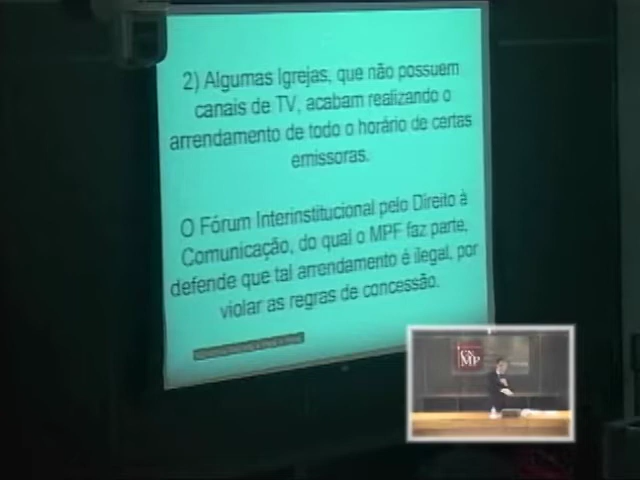 2) Algumas Igrejas, que não possuem
canais de TV, acabam realizando o
arrendamento de todo o horário de certas
emissoras.
O Fórum Interinstitucional pelo Direito à
Comunicação, do qual o MPF faz parte,
defende que tal arrendamento é ilegal, por
violar as regras de concessão.
MP